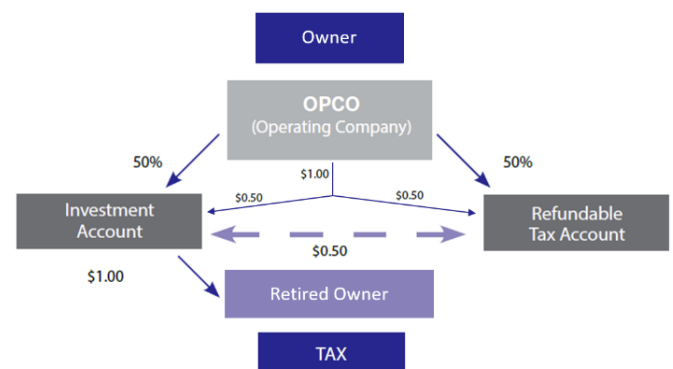 Owner
OPCO
(Operating Company)
50%
50%
$1.00
$0.50
$0.50
Investment
Account
Refundable
Tax Account
$0.50
$1.00
Retired Owner
TAX